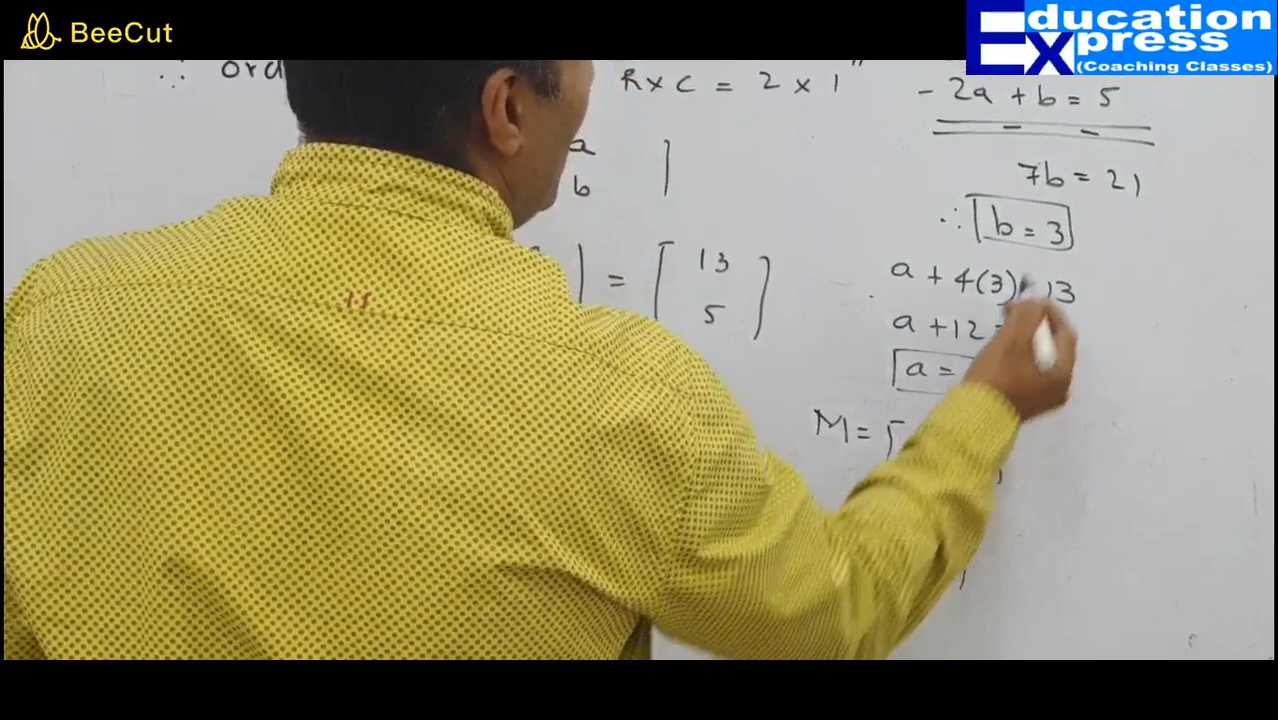 BeeCut
Education
Express
(Coaching Classes)
∴ ord
R x C = 2 x 1
a
b
=
13
5
- 2a + b = 5
7b = 21
∴ b = 3
a + 4(3) 13
a + 12
a =
M =